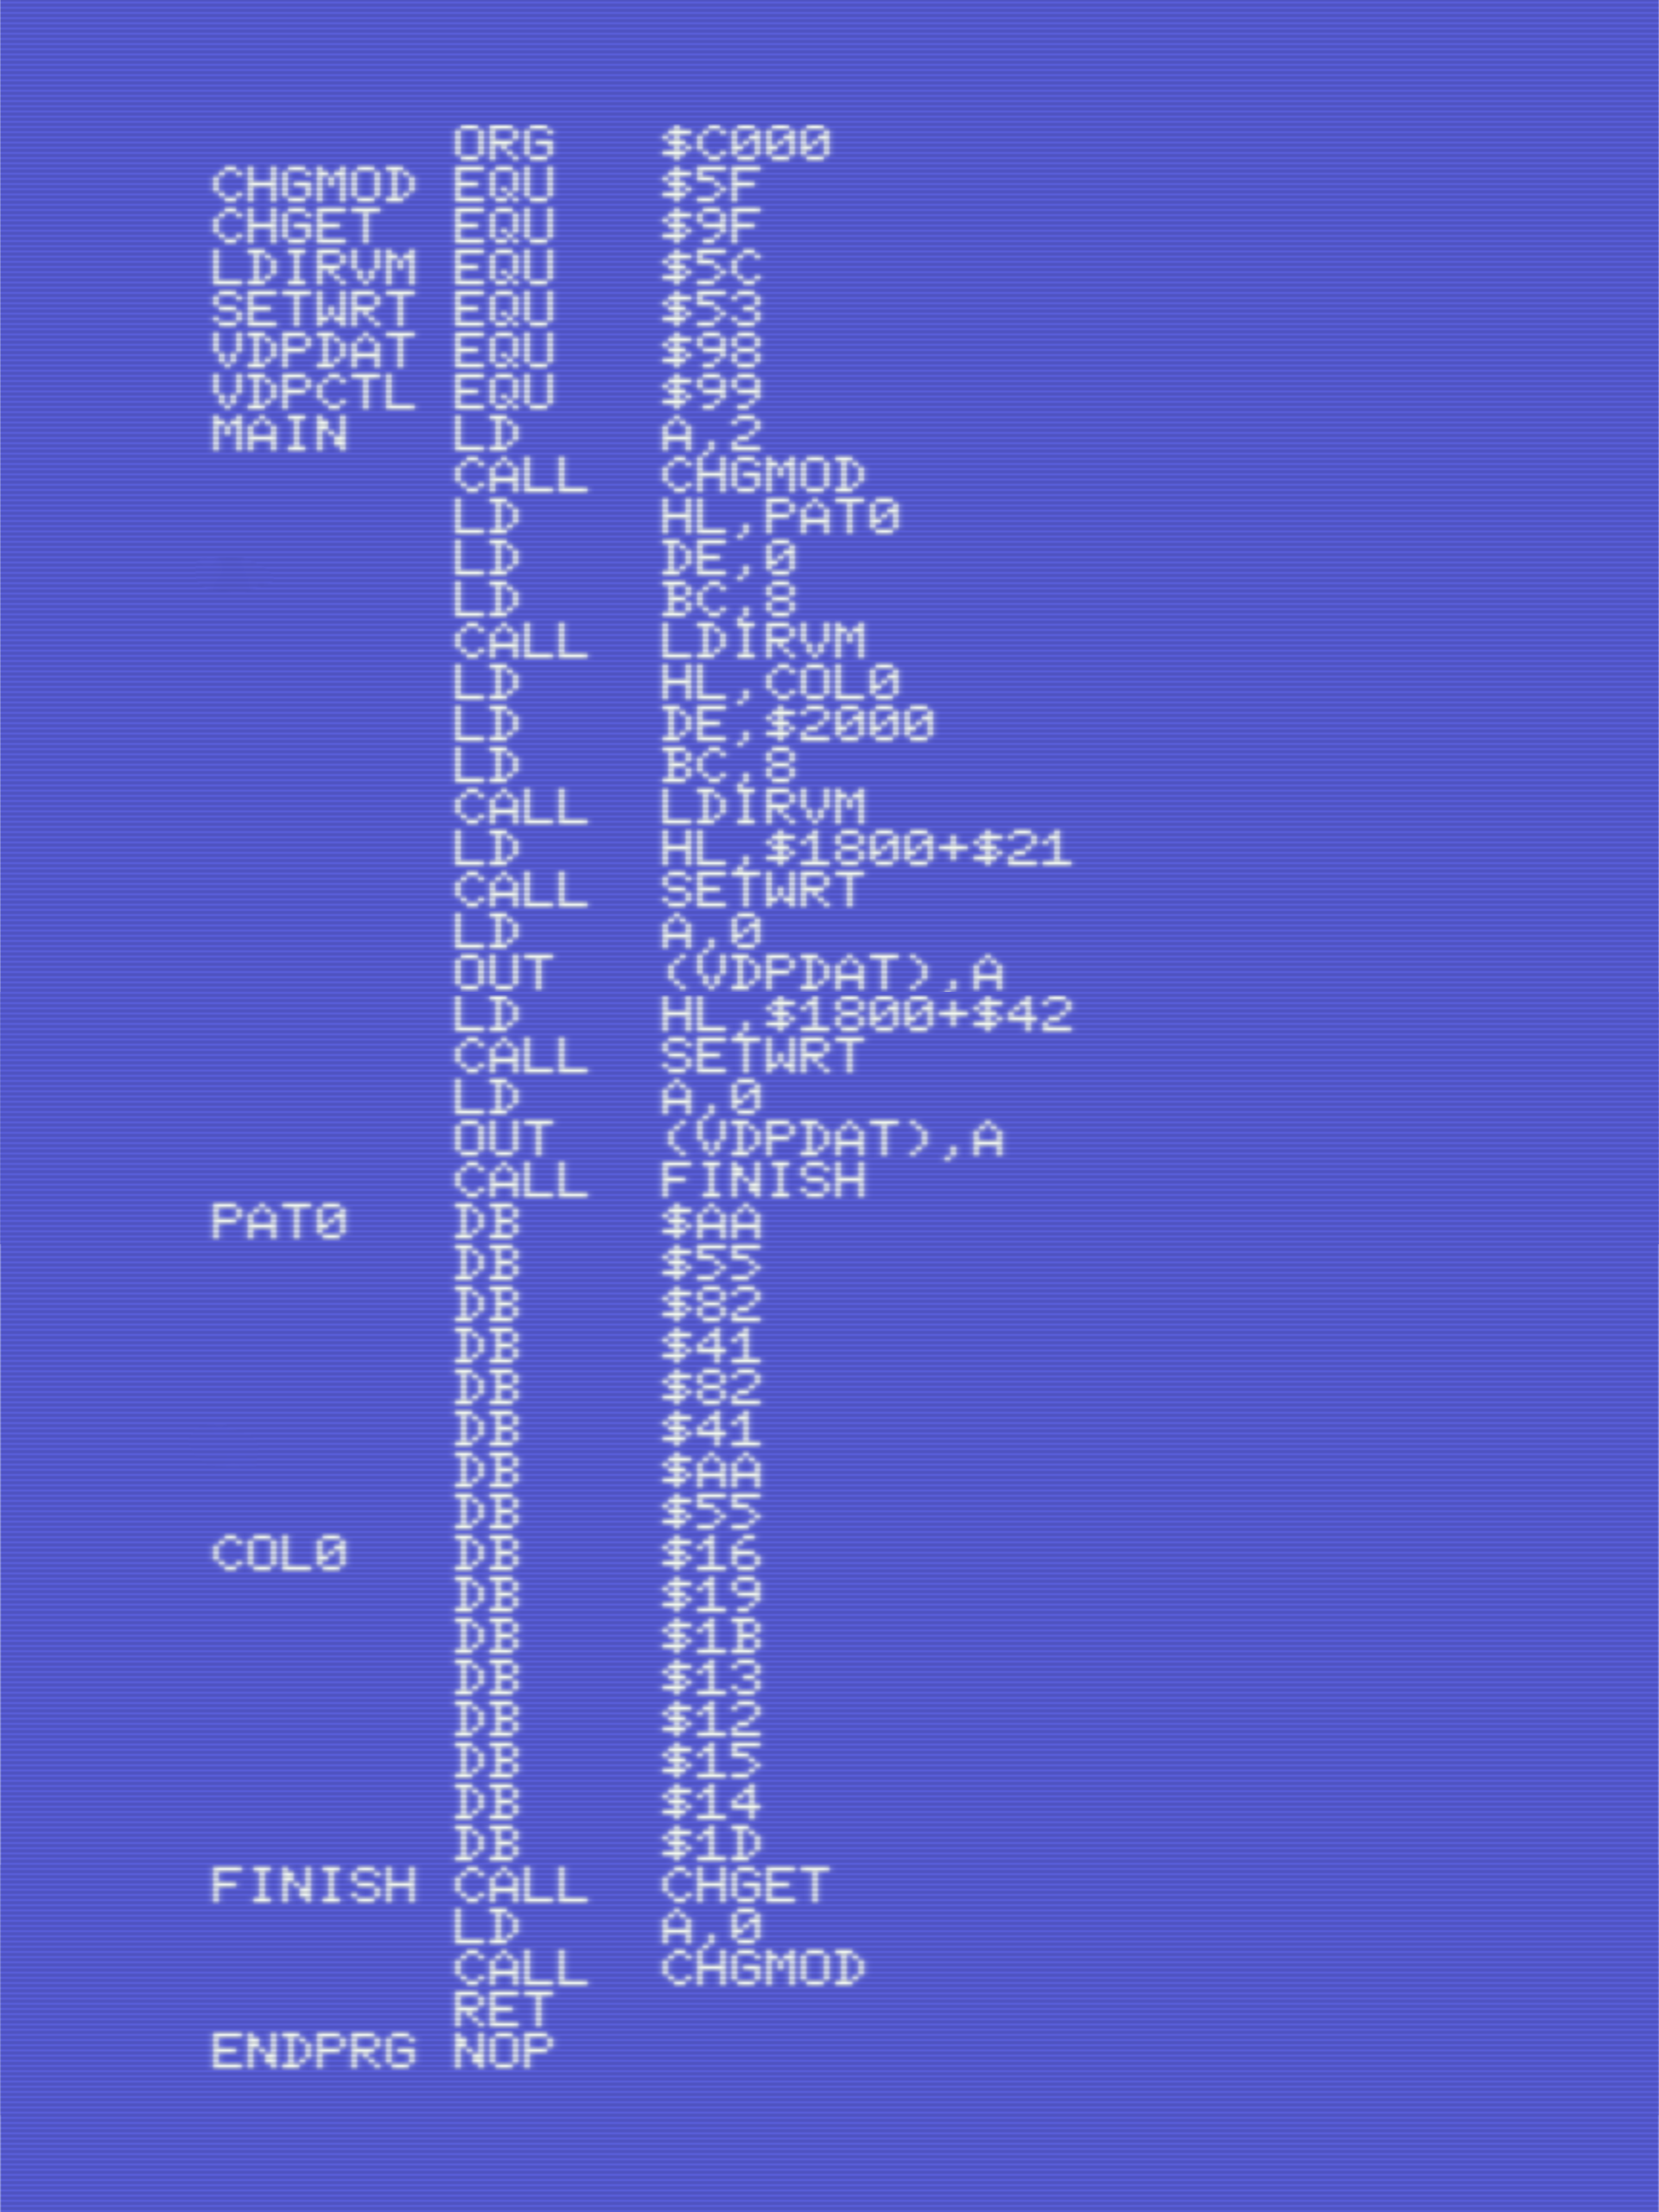 ORG   $C000
CHGMOD EQU   $5F
CHGET  EQU   $9F
LDIRVM EQU   $5C
SETWRT EQU   $53
VDPDAT EQU   $98
VDPCTL EQU   $99
MAIN   LD    A,2
       CALL  CHGMOD
       LD    HL,PAT0
       LD    DE,0
       LD    BC,8
       CALL  LDIRVM
       LD    HL,COL0
       LD    DE,$2000
       LD    BC,8
       CALL  LDIRVM
       LD    HL,$1800+$21
       CALL  SETWRT
       LD    A,0
       OUT   (VDPDAT),A
       LD    HL,$1800+$42
       CALL  SETWRT
       LD    A,0
       OUT   (VDPDAT),A
       CALL  FINISH
PAT0   DB    $AA
       DB    $55
       DB    $82
       DB    $41
       DB    $82
       DB    $41
       DB    $AA
       DB    $55
COL0   DB    $16
       DB    $19
       DB    $1B
       DB    $13
       DB    $12
       DB    $15
       DB    $14
       DB    $1D
FINISH CALL  CHGET
       LD    A,0
       CALL  CHGMOD
       RET
ENDPRG NOP